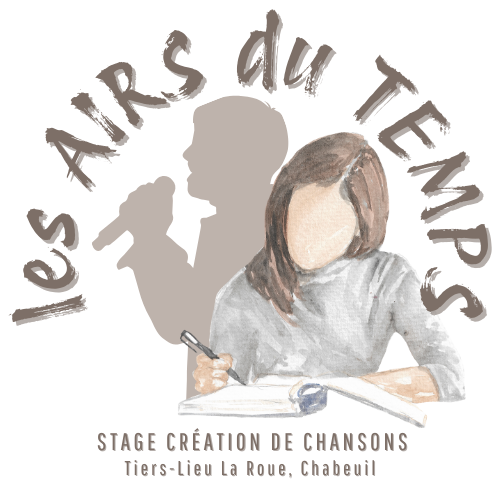 les AIRS du TEMPS
STAGE CRÉATION DE CHANSONS
Tiers-Lieu La Roue, Chabeuil